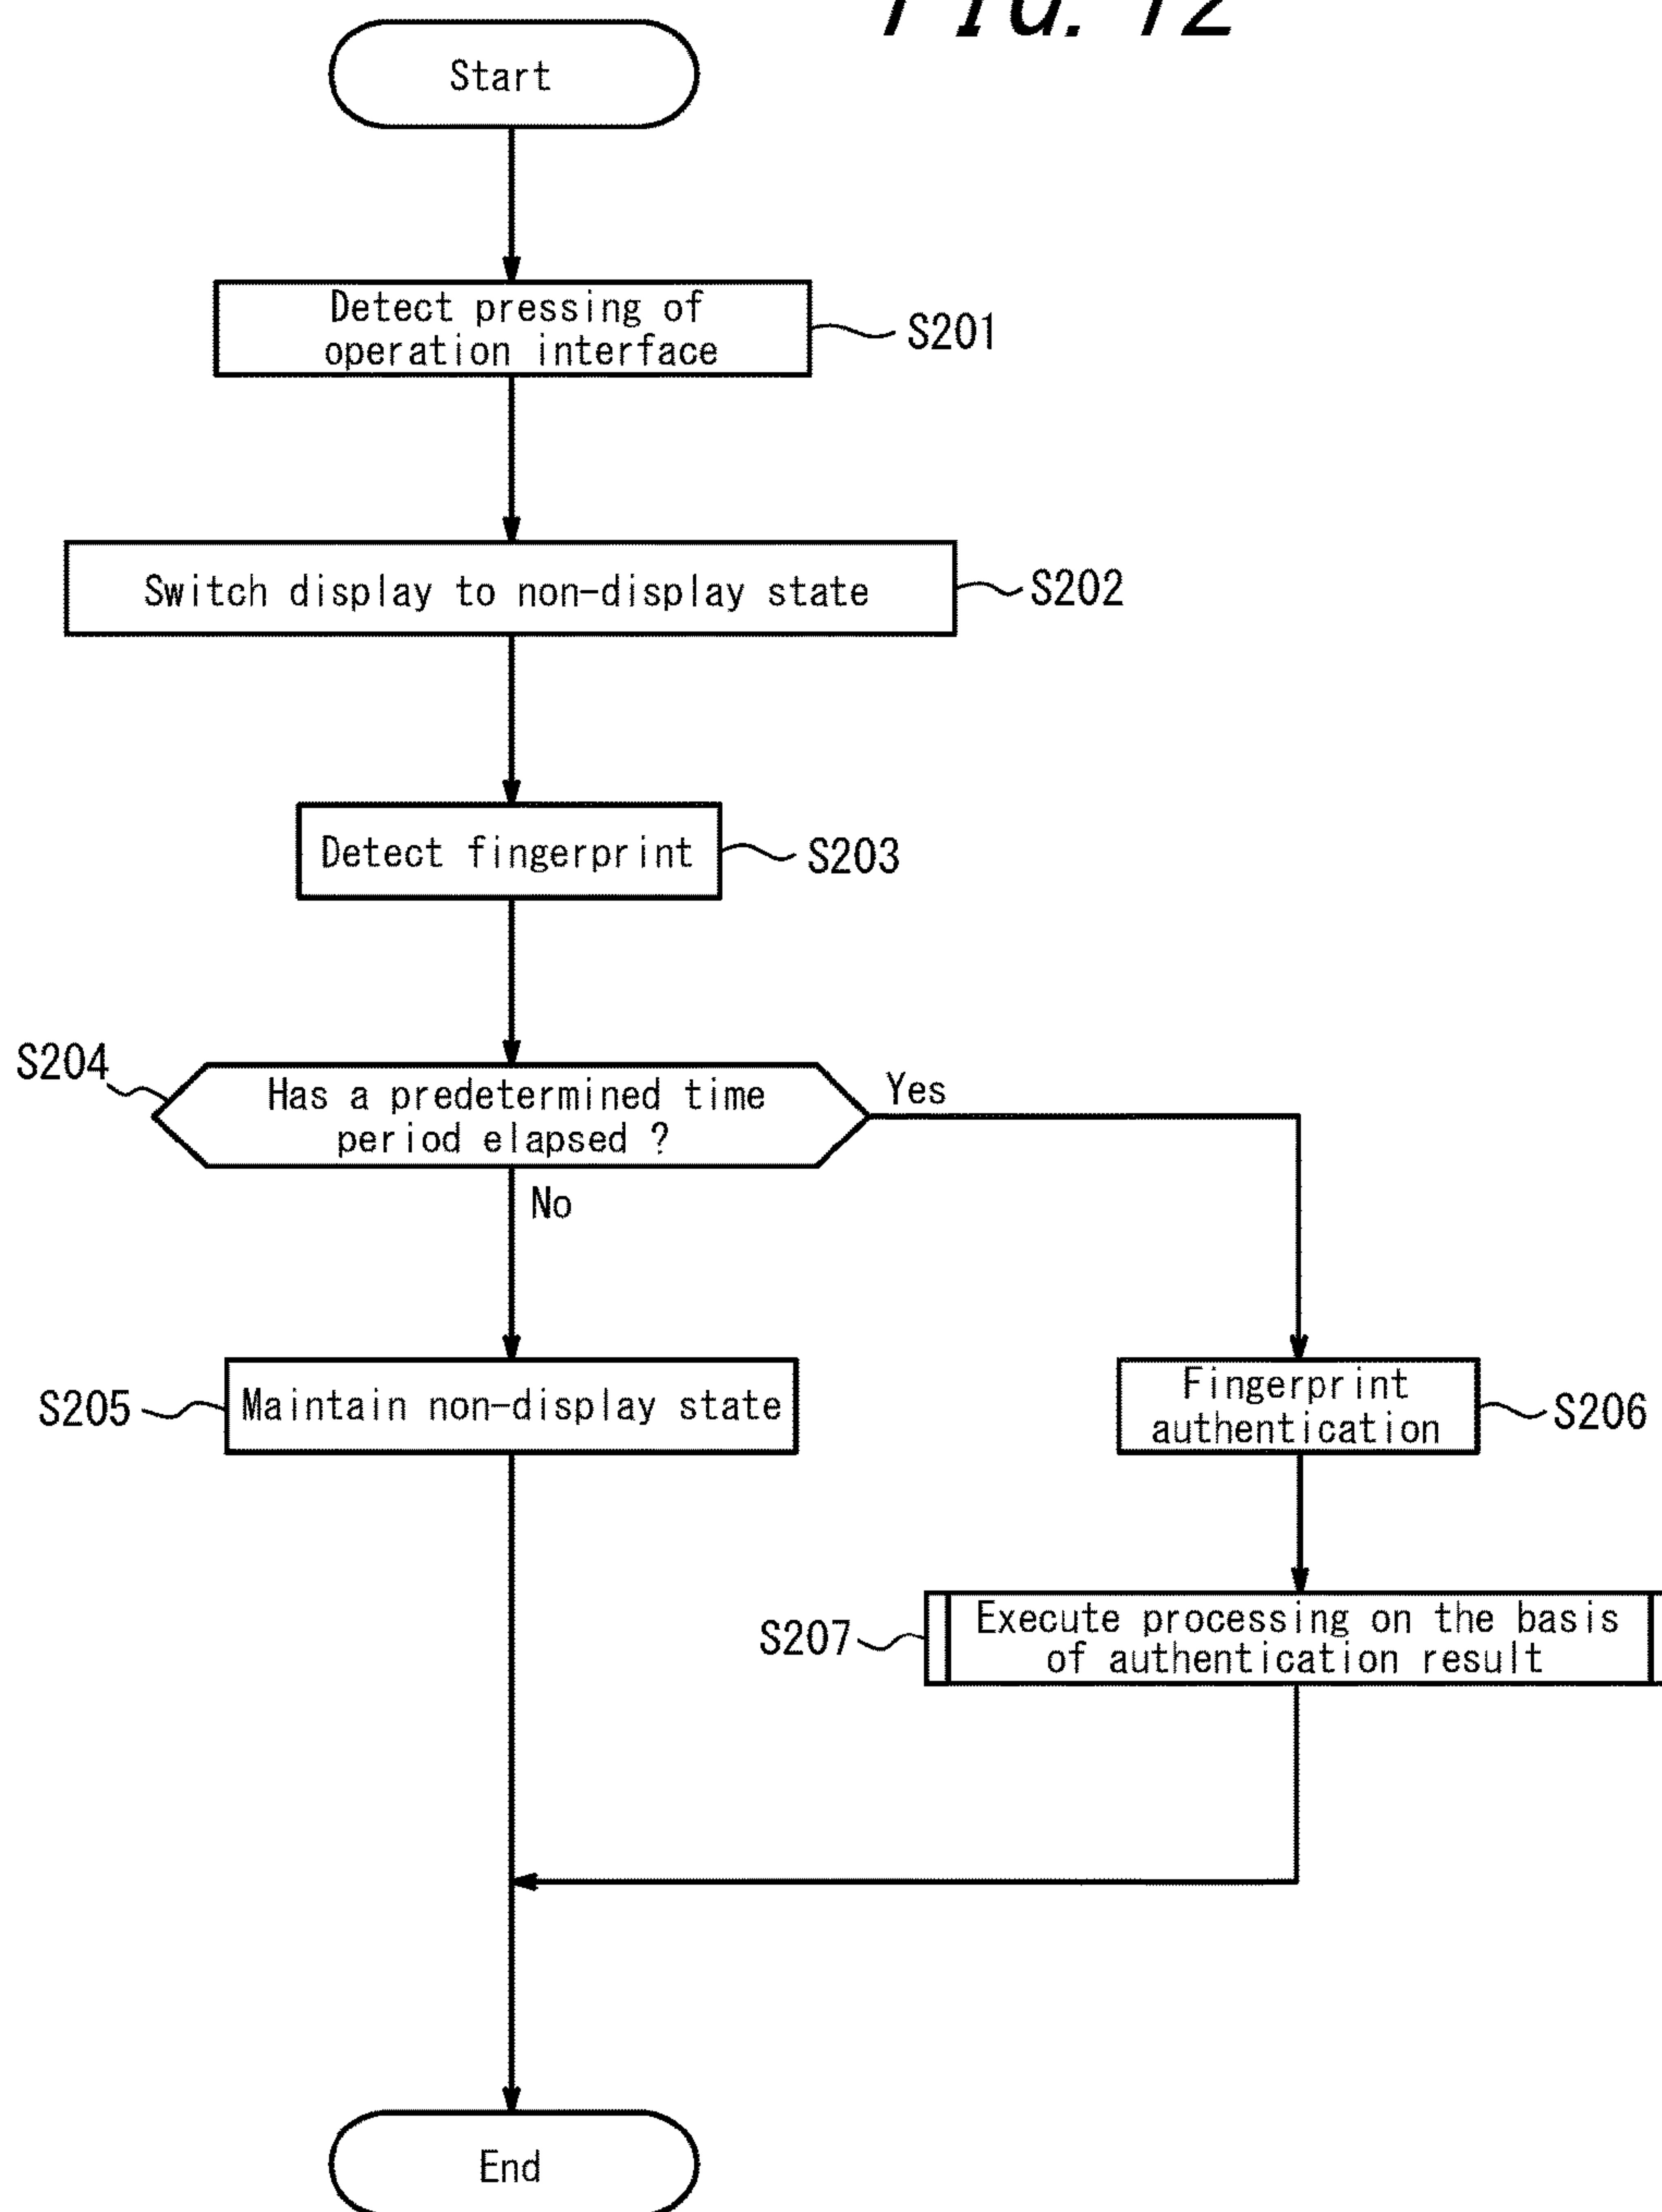 FIG. 12
Start
Detect pressing of
operation interface
S201
Switch display to non-display state
S202
Detect fingerprint
S203
S204
Has a predetermined time
period elapsed ?
Yes
No
S205
Maintain non-display state
Fingerprint
authentication
S206
S207
Execute processing on the basis
of authentication result
End